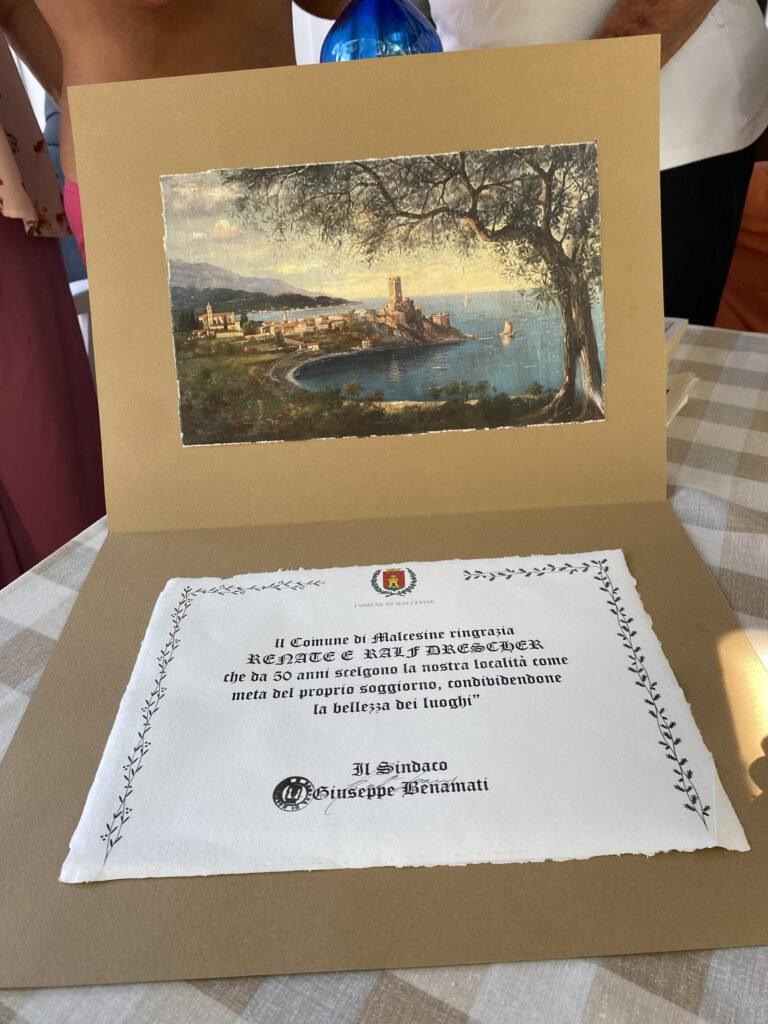 COMUNE DI MALCESINE
Il Comune di Malcesine ringrazia
RENATE E RALF DRESCHER
che da 50 anni scelgono la nostra località come
meta del proprio soggiorno, condividendone
la bellezza dei luoghi”
Il Sindaco
Giuseppe Benamati